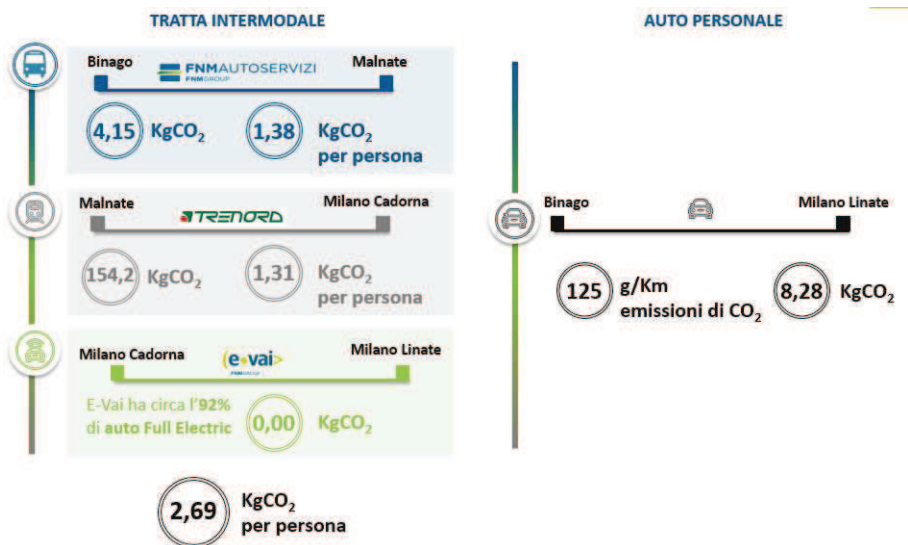 TRATTA INTERMODALE
Binago
FNMAUTOSERVIZI
FNMGROUP
Malnate
4,15 KgCO₂
1,38 KgCO₂
per persona
Malnate
TRENORD
Milano Cadorna
154,2 KgCO₂
1,31 KgCO₂
per persona
Milano Cadorna
(e•vai>
FNMGROUP
Milano Linate
E-Vai ha circa l'92%
di auto Full Electric
0,00 KgCO₂
2,69 KgCO₂
per persona
AUTO PERSONALE
Binago
Milano Linate
125 g/Km
emissioni di CO₂
8,28 KgCO₂